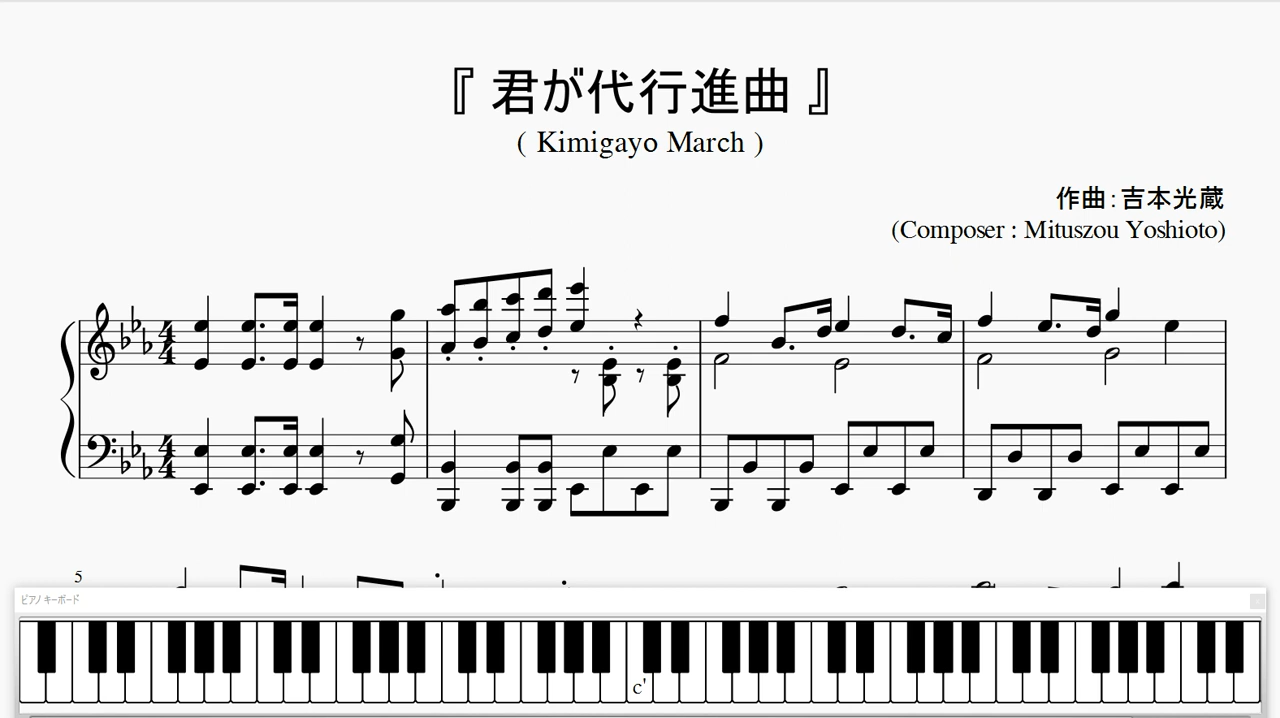 『 君が代行進曲 』
( Kimigayo March )
作曲：吉本光蔵
(Composer : Mituszou Yoshioto)
5
ピアノ キーボード
c'